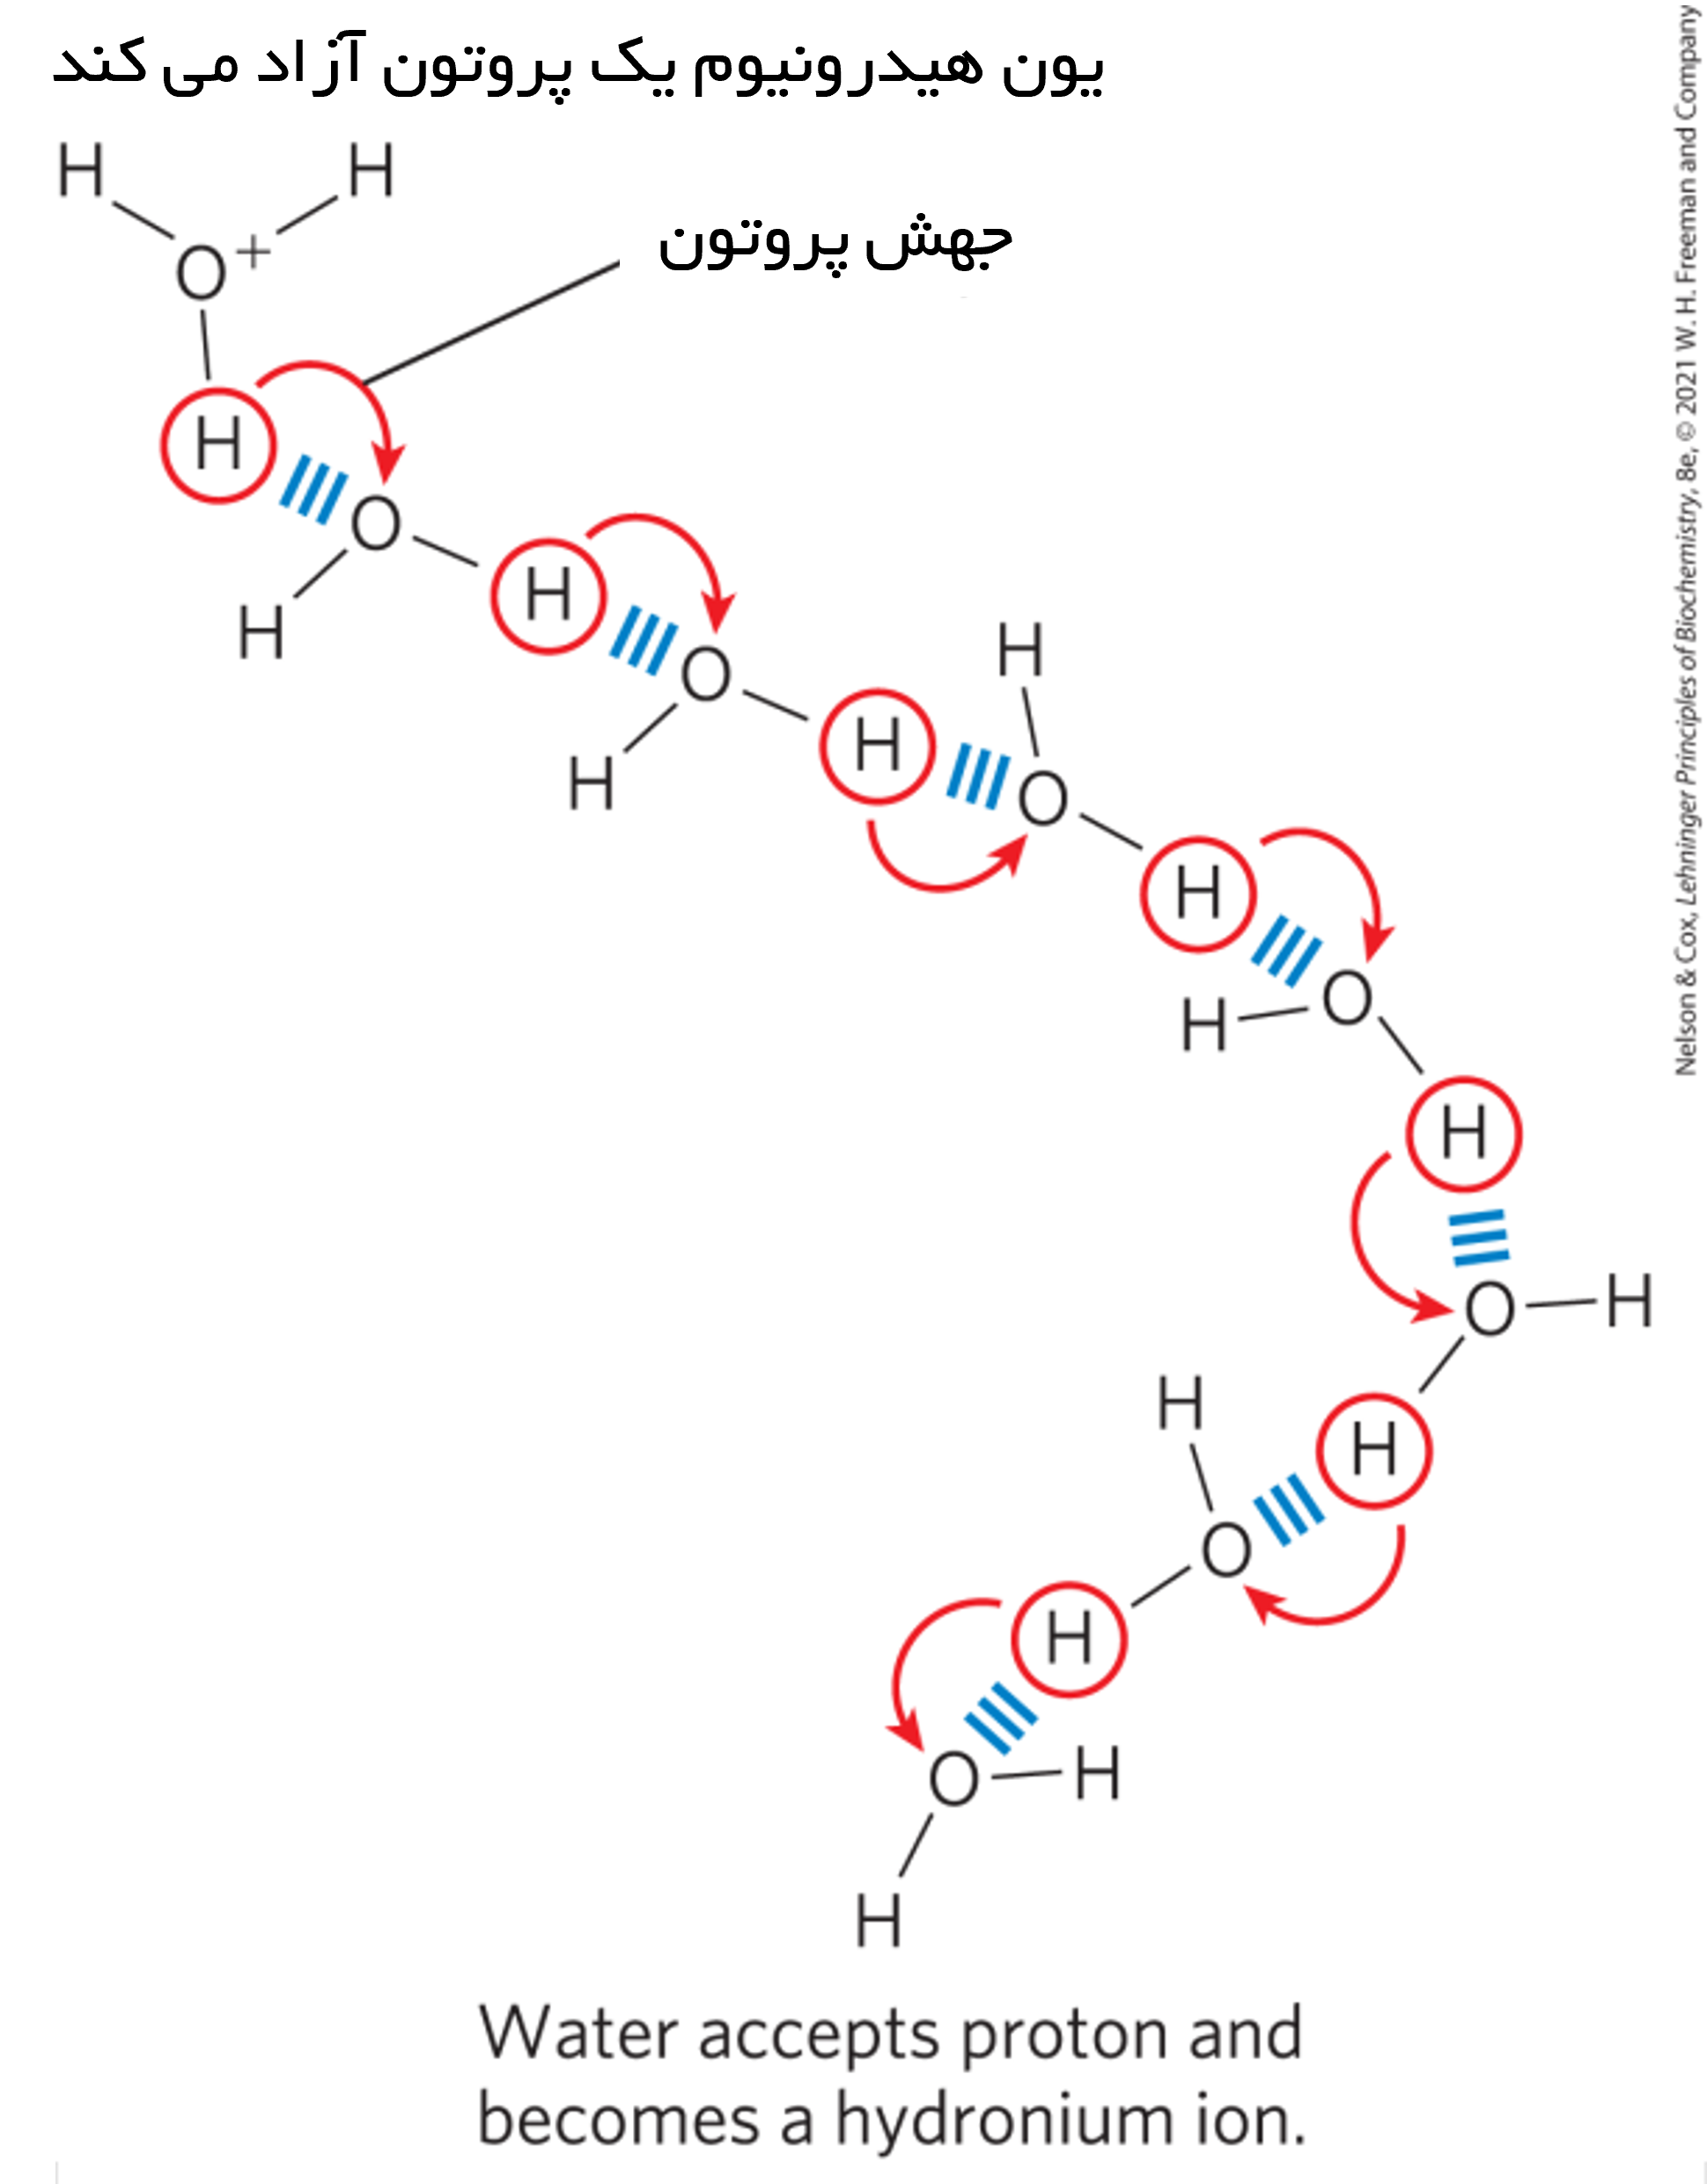 یون هیدرونیوم یک پروتون آزاد می کند
H H
O+
جهش پروتون
H
O
H
H
O
H
H
H
O
H
O
H
H
O
H
H
H
O
H
O
H
H
Water accepts proton and
becomes a hydronium ion.
Nelson & Cox, Lehninger Principles of Biochemistry, 8e, © 2021 W. H. Freeman and Company